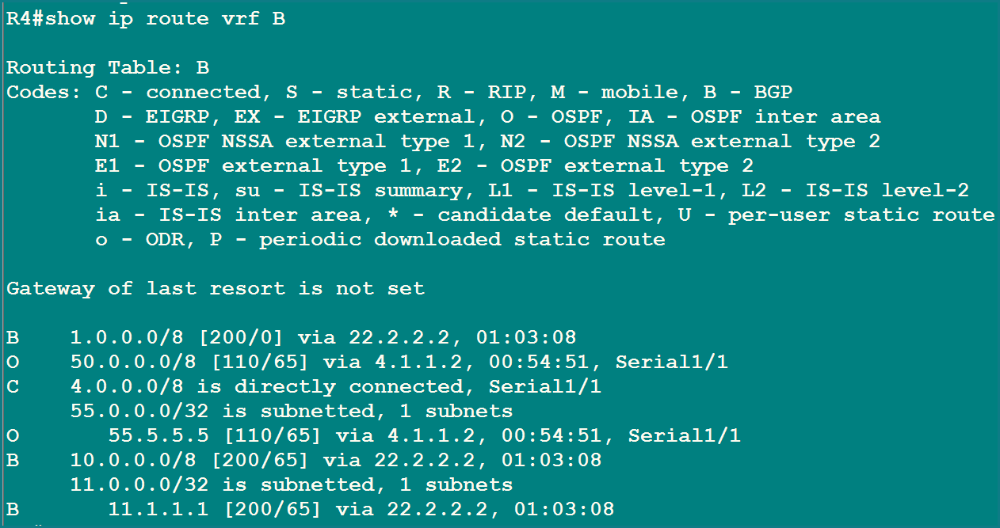 R4#show ip route vrf B
Routing Table: B
Codes: C - connected, S - static, R - RIP, M - mobile, B - BGP
D - EIGRP, EX - EIGRP external, O - OSPF, IA - OSPF inter area
N1 - OSPF NSSA external type 1, N2 - OSPF NSSA external type 2
E1 - OSPF external type 1, E2 - OSPF external type 2
i - IS-IS, su - IS-IS summary, L1 - IS-IS level-1, L2 - IS-IS level-2
ia - IS-IS inter area, * - candidate default, U - per-user static route
o - ODR, P - periodic downloaded static route
Gateway of last resort is not set
B 1.0.0.0/8 [200/0] via 22.2.2.2, 01:03:08
O 50.0.0.0/8 [110/65] via 4.1.1.2, 00:54:51, Serial1/1
C 4.0.0.0/8 is directly connected, Serial1/1
55.0.0.0/32 is subnetted, 1 subnets
O 55.5.5.5 [110/65] via 4.1.1.2, 00:54:51, Serial1/1
B 10.0.0.0/8 [200/65] via 22.2.2.2, 01:03:08
11.0.0.0/32 is subnetted, 1 subnets
B 11.1.1.1 [200/65] via 22.2.2.2, 01:03:08